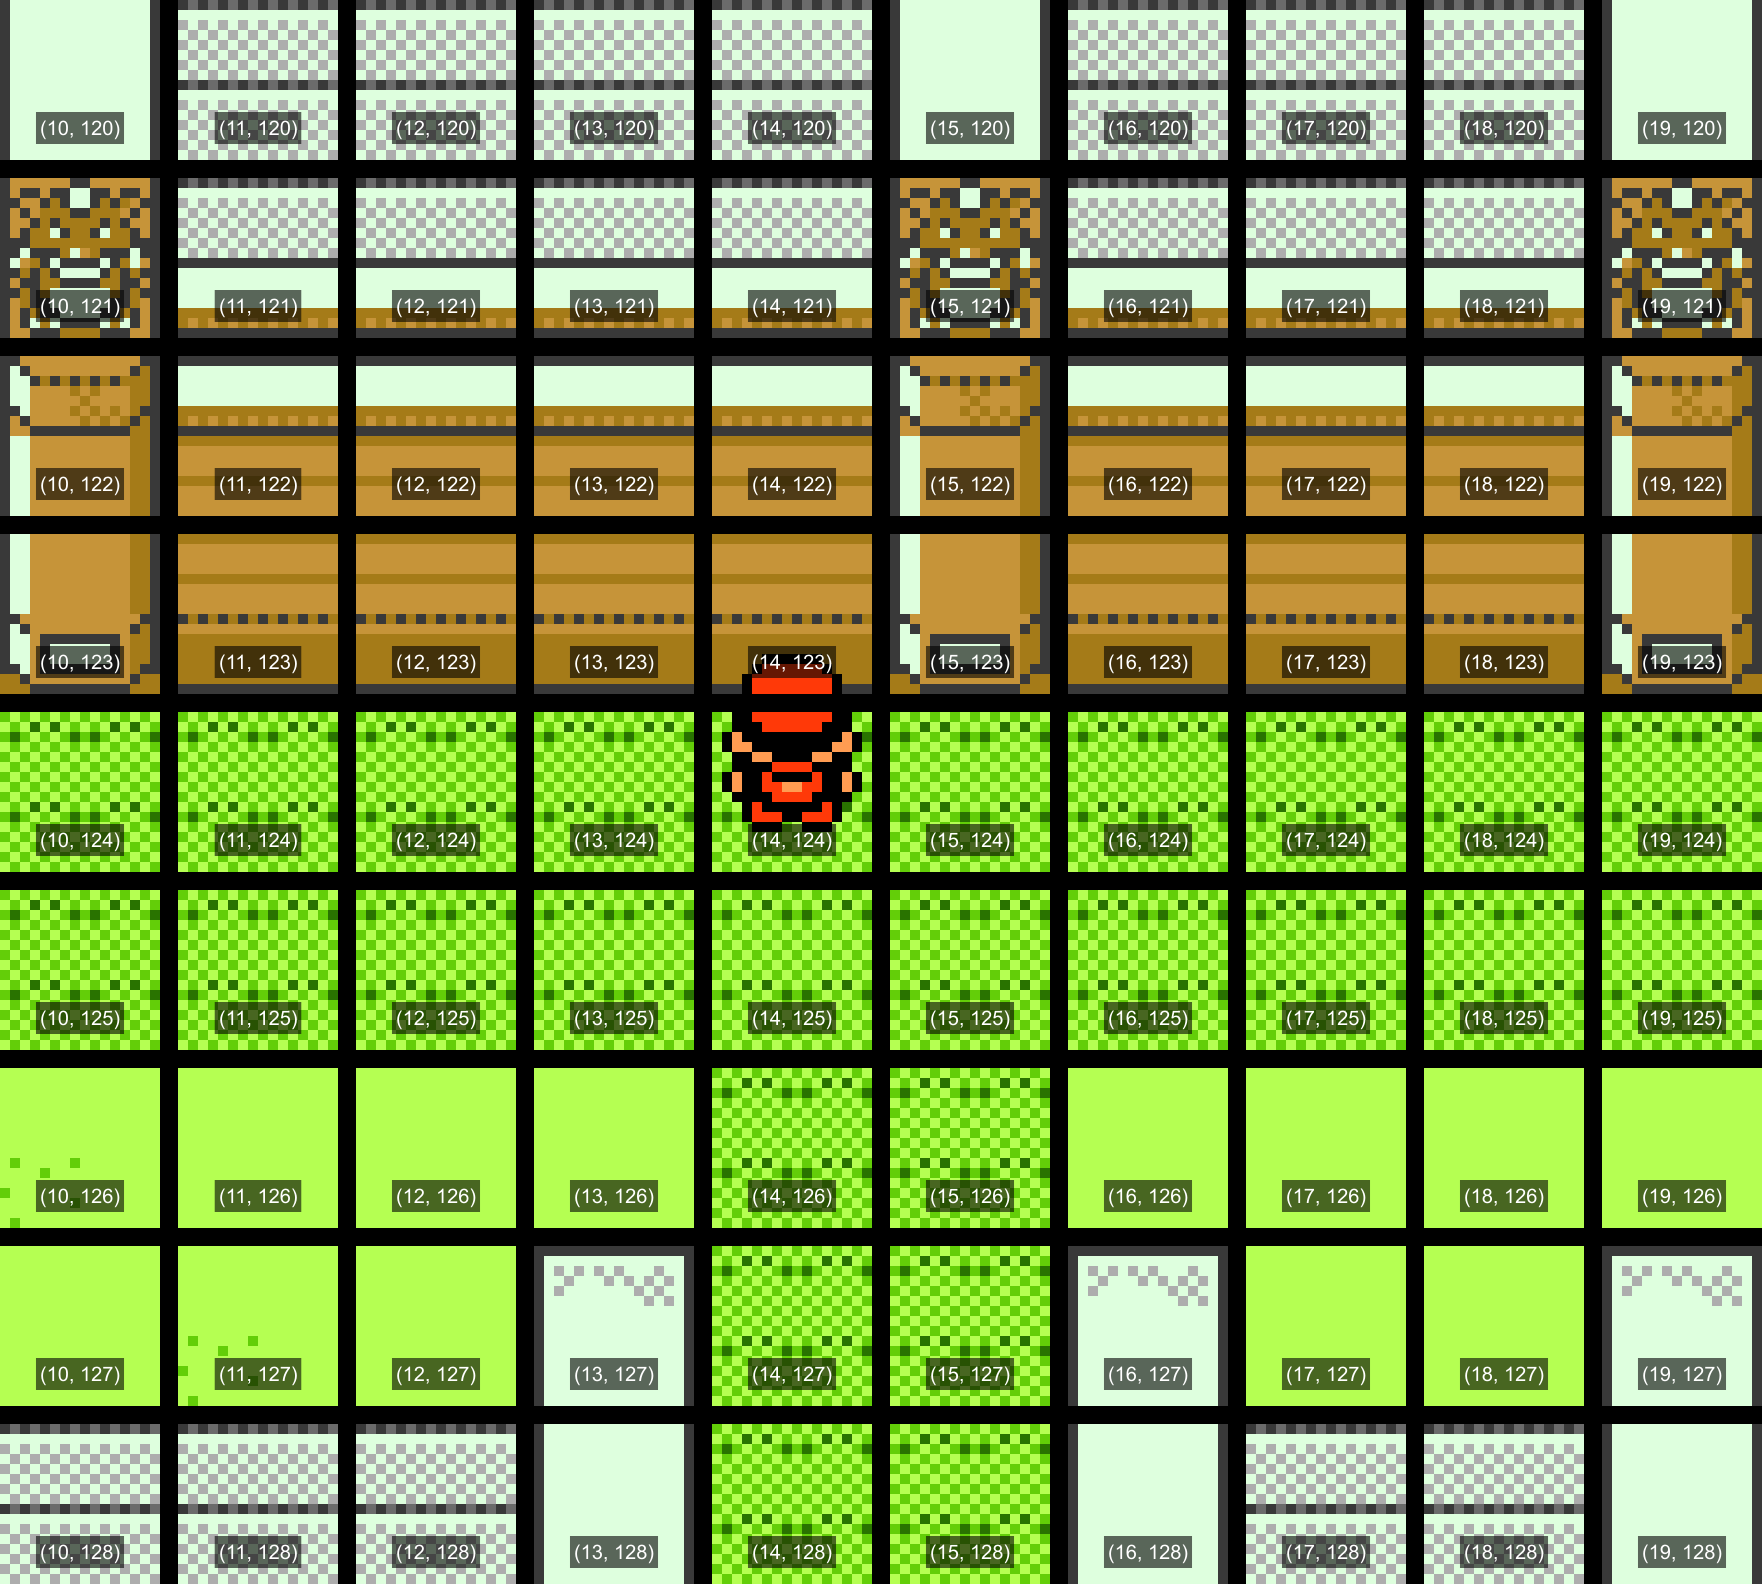 (10, 120) (11, 120) (12, 120) (13, 120) (14, 120) (15, 120) (16, 120) (17, 120) (18, 120) (19, 120)
(10, 121) (11, 121) (12, 121) (13, 121) (14, 121) (15, 121) (16, 121) (17, 121) (18, 121) (19, 121)
(10, 122) (11, 122) (12, 122) (13, 122) (14, 122) (15, 122) (16, 122) (17, 122) (18, 122) (19, 122)
(10, 123) (11, 123) (12, 123) (13, 123) (14, 123) (15, 123) (16, 123) (17, 123) (18, 123) (19, 123)
(10, 124) (11, 124) (12, 124) (13, 124) (14, 124) (15, 124) (16, 124) (17, 124) (18, 124) (19, 124)
(10, 125) (11, 125) (12, 125) (13, 125) (14, 125) (15, 125) (16, 125) (17, 125) (18, 125) (19, 125)
(10, 126) (11, 126) (12, 126) (13, 126) (14, 126) (15, 126) (16, 126) (17, 126) (18, 126) (19, 126)
(10, 127) (11, 127) (12, 127) (13, 127) (14, 127) (15, 127) (16, 127) (17, 127) (18, 127) (19, 127)
(10, 128) (11, 128) (12, 128) (13, 128) (14, 128) (15, 128) (16, 128) (17, 128) (18, 128) (19, 128)